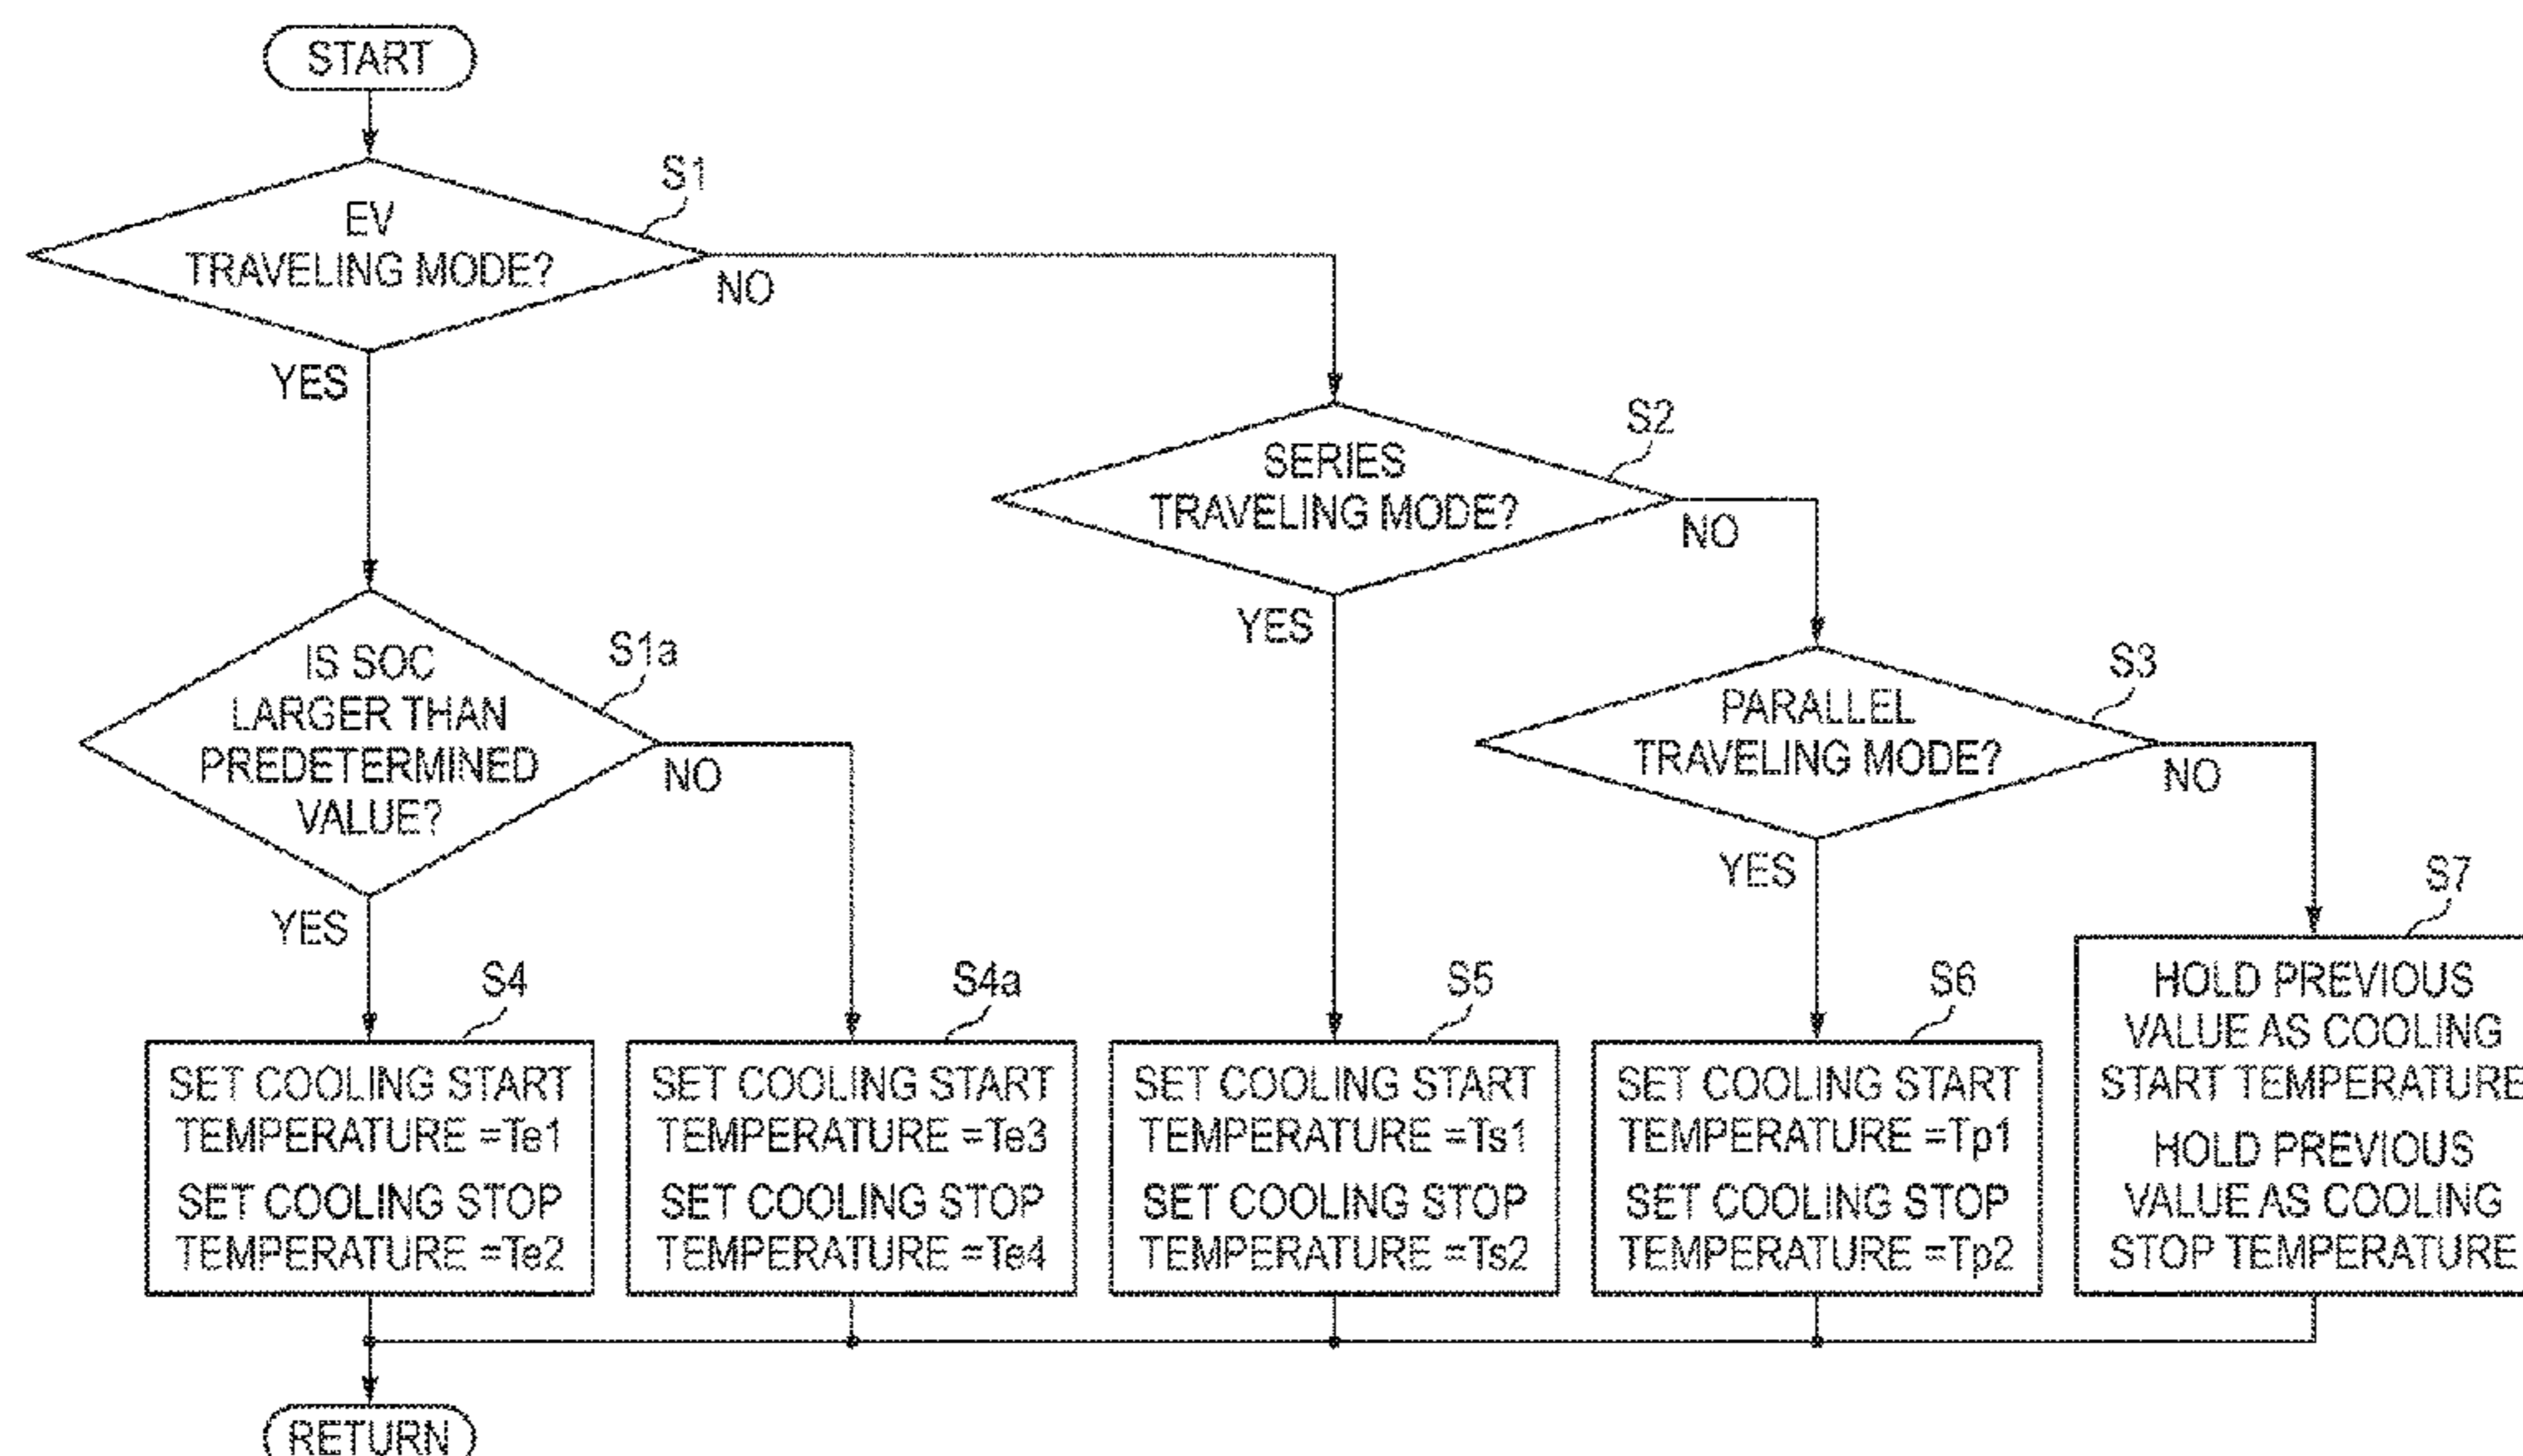 START
S1
EV
TRAVELING MODE?
NO
YES
S2
SERIES
TRAVELING MODE?
NO
YES
S1a
IS SOC
LARGER THAN
PREDETERMINED
VALUE?
NO
YES
S3
PARALLEL
TRAVELING MODE?
NO
YES
S4
SET COOLING START
TEMPERATURE =Te1
SET COOLING STOP
TEMPERATURE =Te2
S4a
SET COOLING START
TEMPERATURE =Te3
SET COOLING STOP
TEMPERATURE =Te4
S5
SET COOLING START
TEMPERATURE =Ts1
SET COOLING STOP
TEMPERATURE =Ts2
S6
SET COOLING START
TEMPERATURE =Tp1
SET COOLING STOP
TEMPERATURE =Tp2
S7
HOLD PREVIOUS
VALUE AS COOLING
START TEMPERATURE
HOLD PREVIOUS
VALUE AS COOLING
STOP TEMPERATURE
RETURN